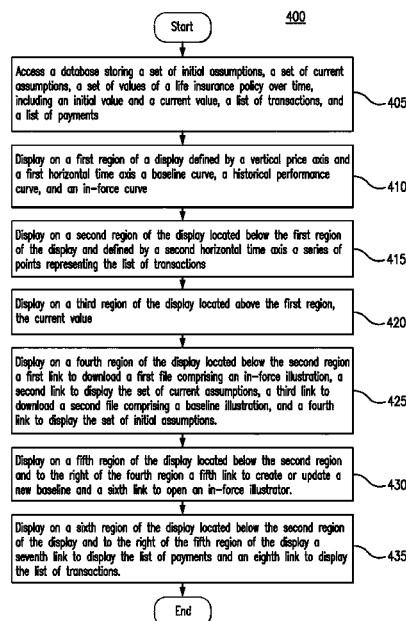 400
Start
Access a database storing a set of initial assumptions, a set of current
assumptions, a set of values of a life insurance policy over time,
including an initial value and a current value, a list of transactions, and
a list of payments
405
Display on a first region of a display defined by a vertical price axis and
a first horizontal time axis a baseline curve, a historical performance
curve, and an in-force curve
410
Display on a second region of the display located below the first region
of the display and defined by a second horizontal time axis a series of
points representing the list of transactions
415
Display on a third region of the display located above the first region,
the current value
420
Display on a fourth region of the display located below the second region
a first link to download a first file comprising an in-force illustration, a
second link to display the set of current assumptions, a third link to
download a second file comprising a baseline illustration, and a fourth
link to display the set of initial assumptions.
425
Display on a fifth region of the display located below the second region
and to the right of the fourth region a fifth link to create or update a
new baseline and a sixth link to open an in-force illustrator.
430
Display on a sixth region of the display located below the second region
of the display and to the right of the fifth region of the display a
seventh link to display the list of payments and an eighth link to display
the list of transactions.
435
End